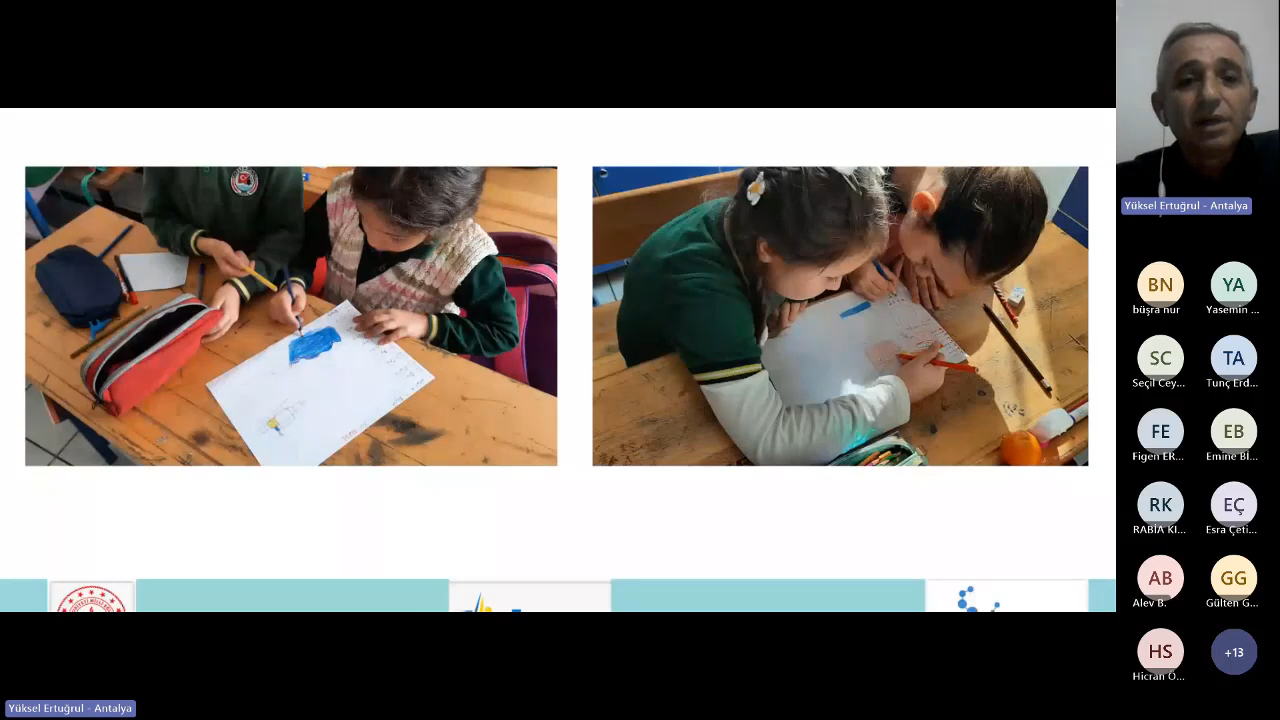 Yüksel Ertuğrul - Antalya
BN
büşra nur
YA
Yasemin ...
SC
Seçil Cey...
TA
Tunç Erd...
FE
Figen ER...
EB
Emine Bİ...
RK
RABİA KI...
EÇ
Esra Çeti...
AB
Alev B.
GG
Gülten G...
HS
Hicran Ö...
+13
Yüksel Ertuğrul - Antalya